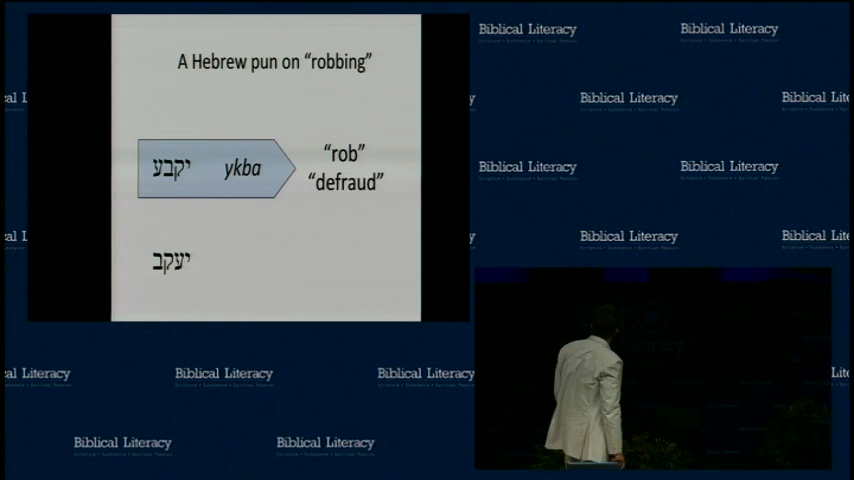 A Hebrew pun on “robbing”
יקבע ykba
“rob”
“defraud”
יעקב
Biblical Literacy
Biblical Literacy
Biblical Literacy
Biblical
Biblical Literacy
Biblical Literacy
Biblical Literacy
Biblical
Literacy
Biblical Literacy
Biblical Literacy
Biblical Literacy
Biblical Literacy